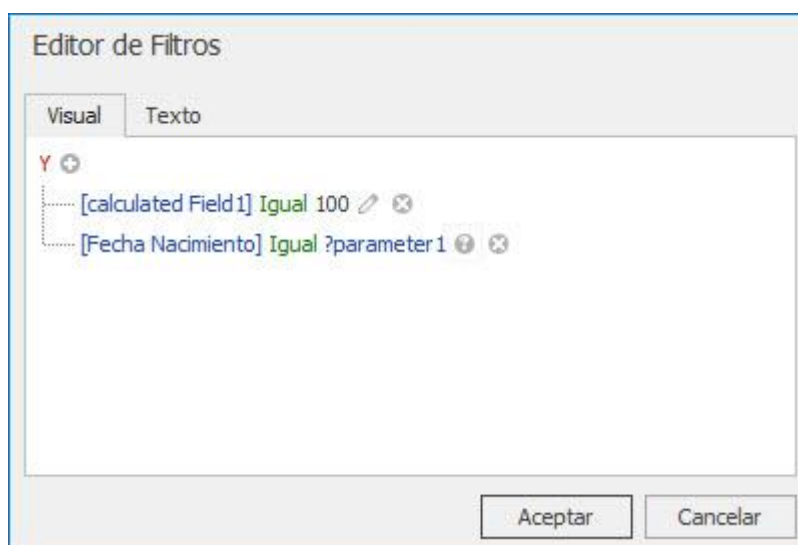 Editor de Filtros
Visual Texto
Y
[calculated Field1] Igual 100
[Fecha Nacimiento] Igual ?parameter1
Aceptar Cancelar